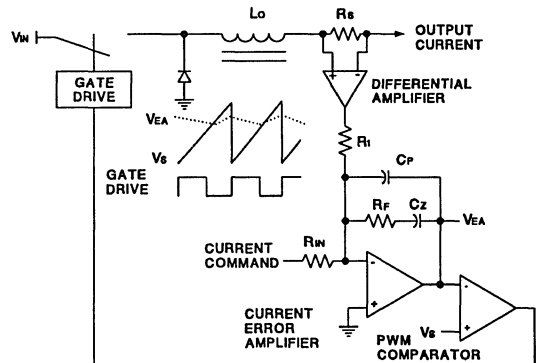 VIN
GATE
DRIVE
LO
RS
OUTPUT
CURRENT
+ -
DIFFERENTIAL
AMPLIFIER
VEA
VS
GATE
DRIVE
RI
CP
RF
CZ
VEA
CURRENT
COMMAND
RIN
-
+
CURRENT
ERROR
AMPLIFIER
-
+
VS
PWM
COMPARATOR